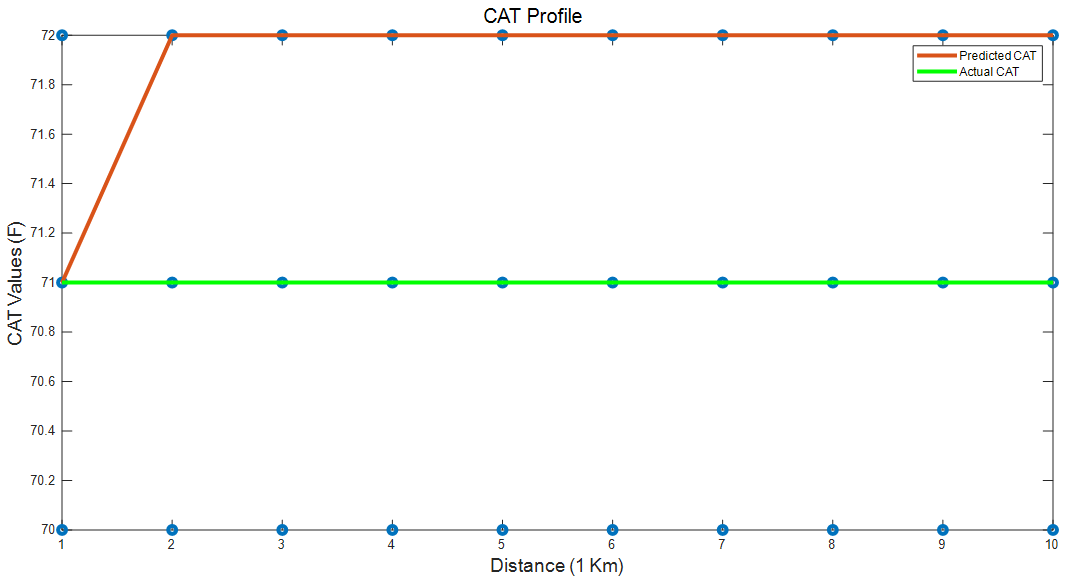 CAT Profile
72
71.8
71.6
71.4
71.2
71
70.8
70.6
70.4
70.2
70
CAT Values (F)
Predicted CAT
Actual CAT
1 2 3 4 5 6 7 8 9 10
Distance (1 Km)